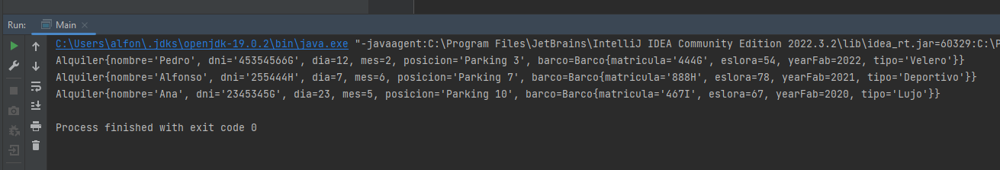 Run: Main
C:\Users\alfon\.jdks\openjdk-19.0.2\bin\java.exe "-javaagent:C:\Program Files\JetBrains\IntelliJ IDEA Community Edition 2022.3.2\lib\idea_rt.jar=60329:C:\P
Alquiler{nombre='Pedro', dni='45354566G', dia=12, mes=2, posicion='Parking 3', barco=Barco{matricula='444G', eslora=54, yearFab=2022, tipo='Velero'}}
Alquiler{nombre='Alfonso', dni='255444H', dia=7, mes=6, posicion='Parking 7', barco=Barco{matricula='888H', eslora=78, yearFab=2021, tipo='Deportivo'}}
Alquiler{nombre='Ana', dni='2345345G', dia=23, mes=5, posicion='Parking 10', barco=Barco{matricula='467I', eslora=67, yearFab=2020, tipo='Lujo'}}
Process finished with exit code 0